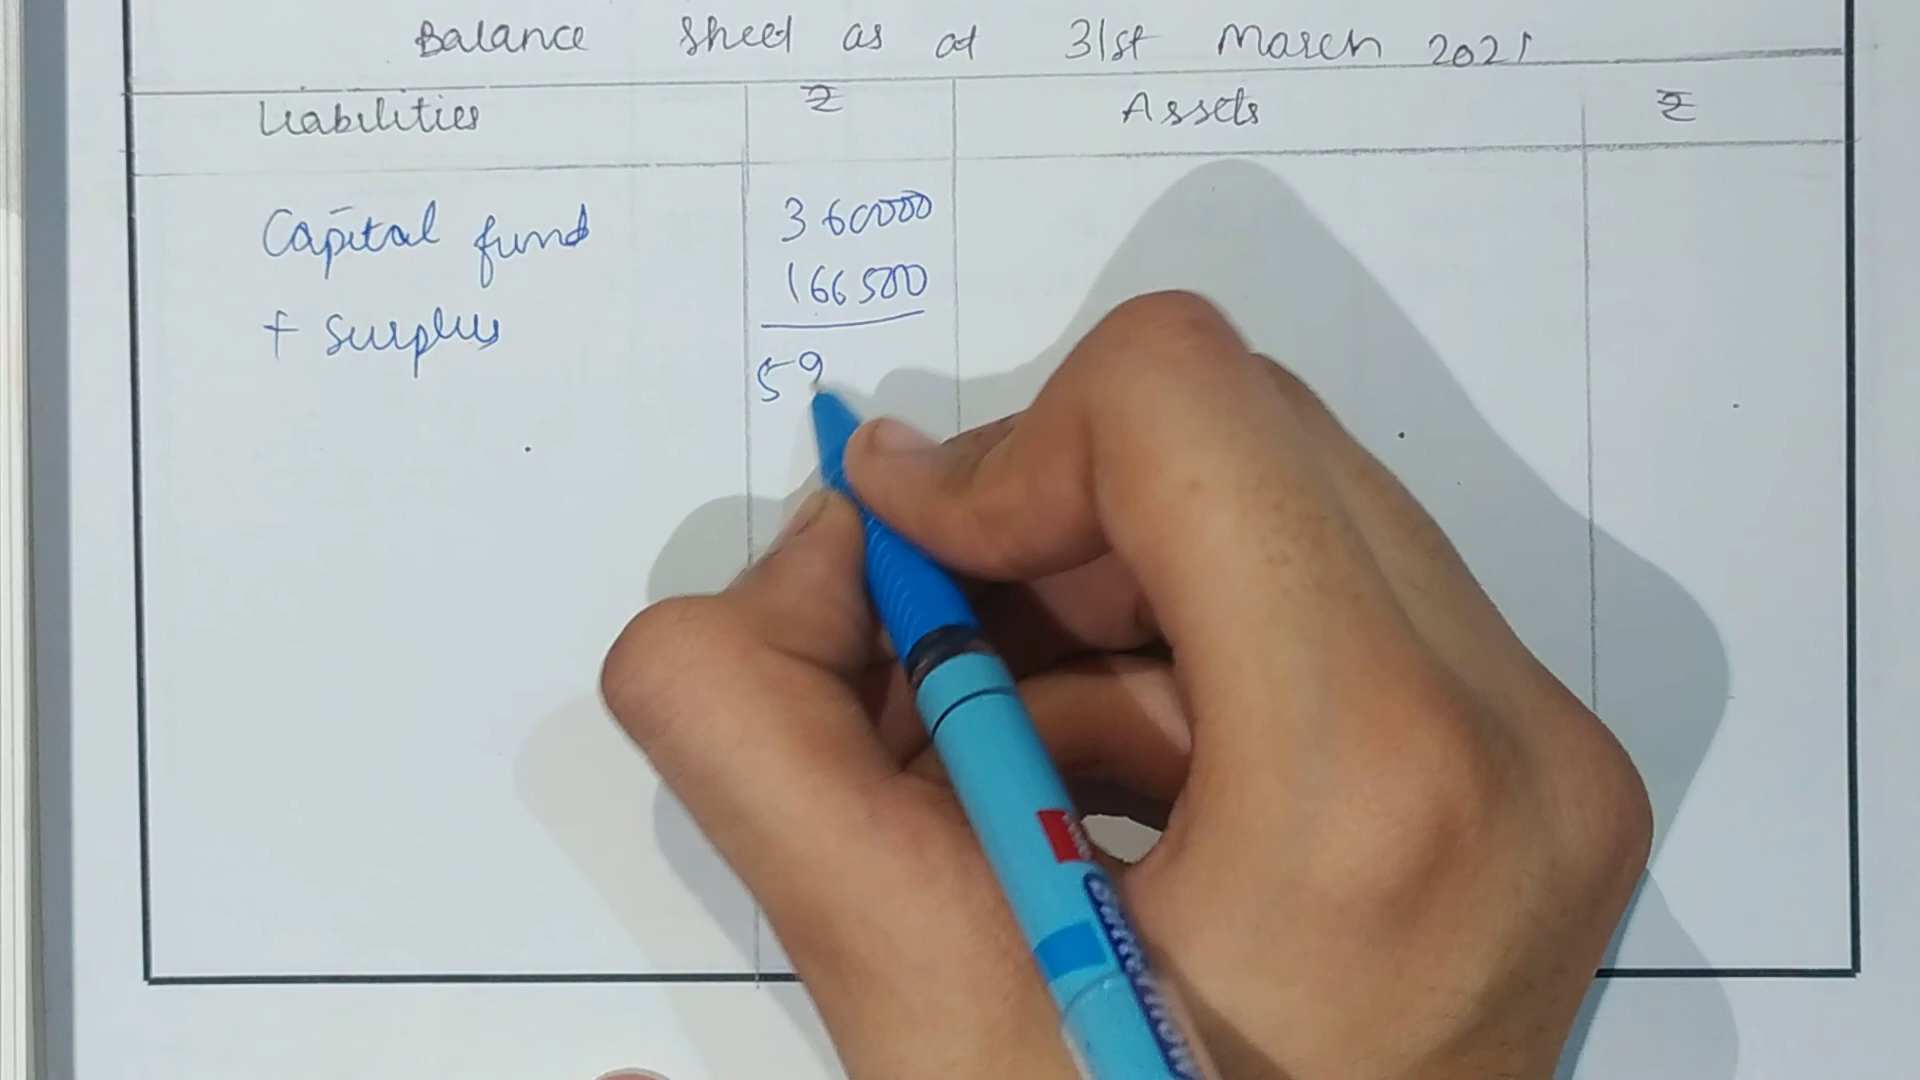 Balance Sheet as at 31st March 2021
Liabilities ₹ Assets ₹
Capital fund 360000
+ Surplus 166500
59